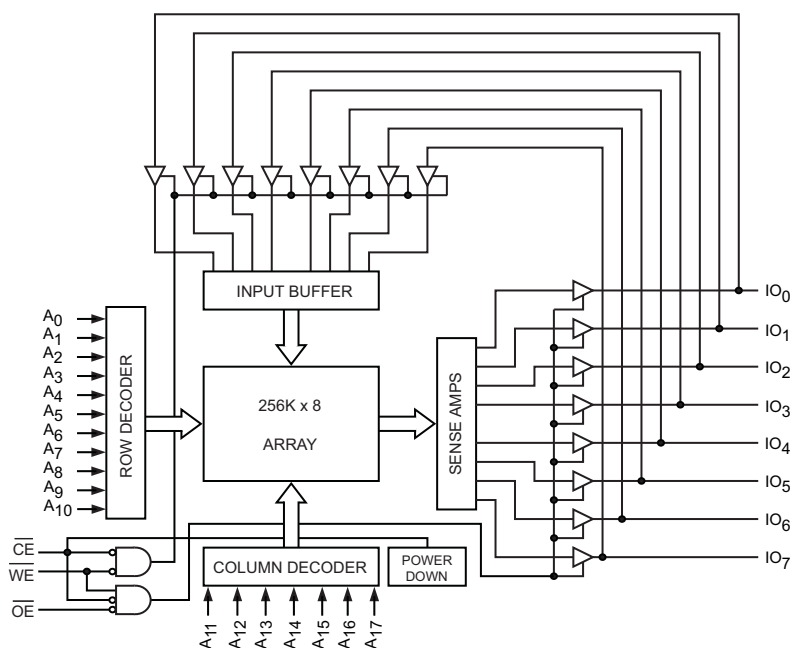 INPUT BUFFER
A0
A1
A2
A3
A4
A5
A6
A7
A8
A9
A10
ROW DECODER
256K x 8
ARRAY
SENSE AMPS
IO0
IO1
IO2
IO3
IO4
IO5
IO6
IO7
CE
WE
OE
COLUMN DECODER
POWER
DOWN
A11
A12
A13
A14
A15
A16
A17